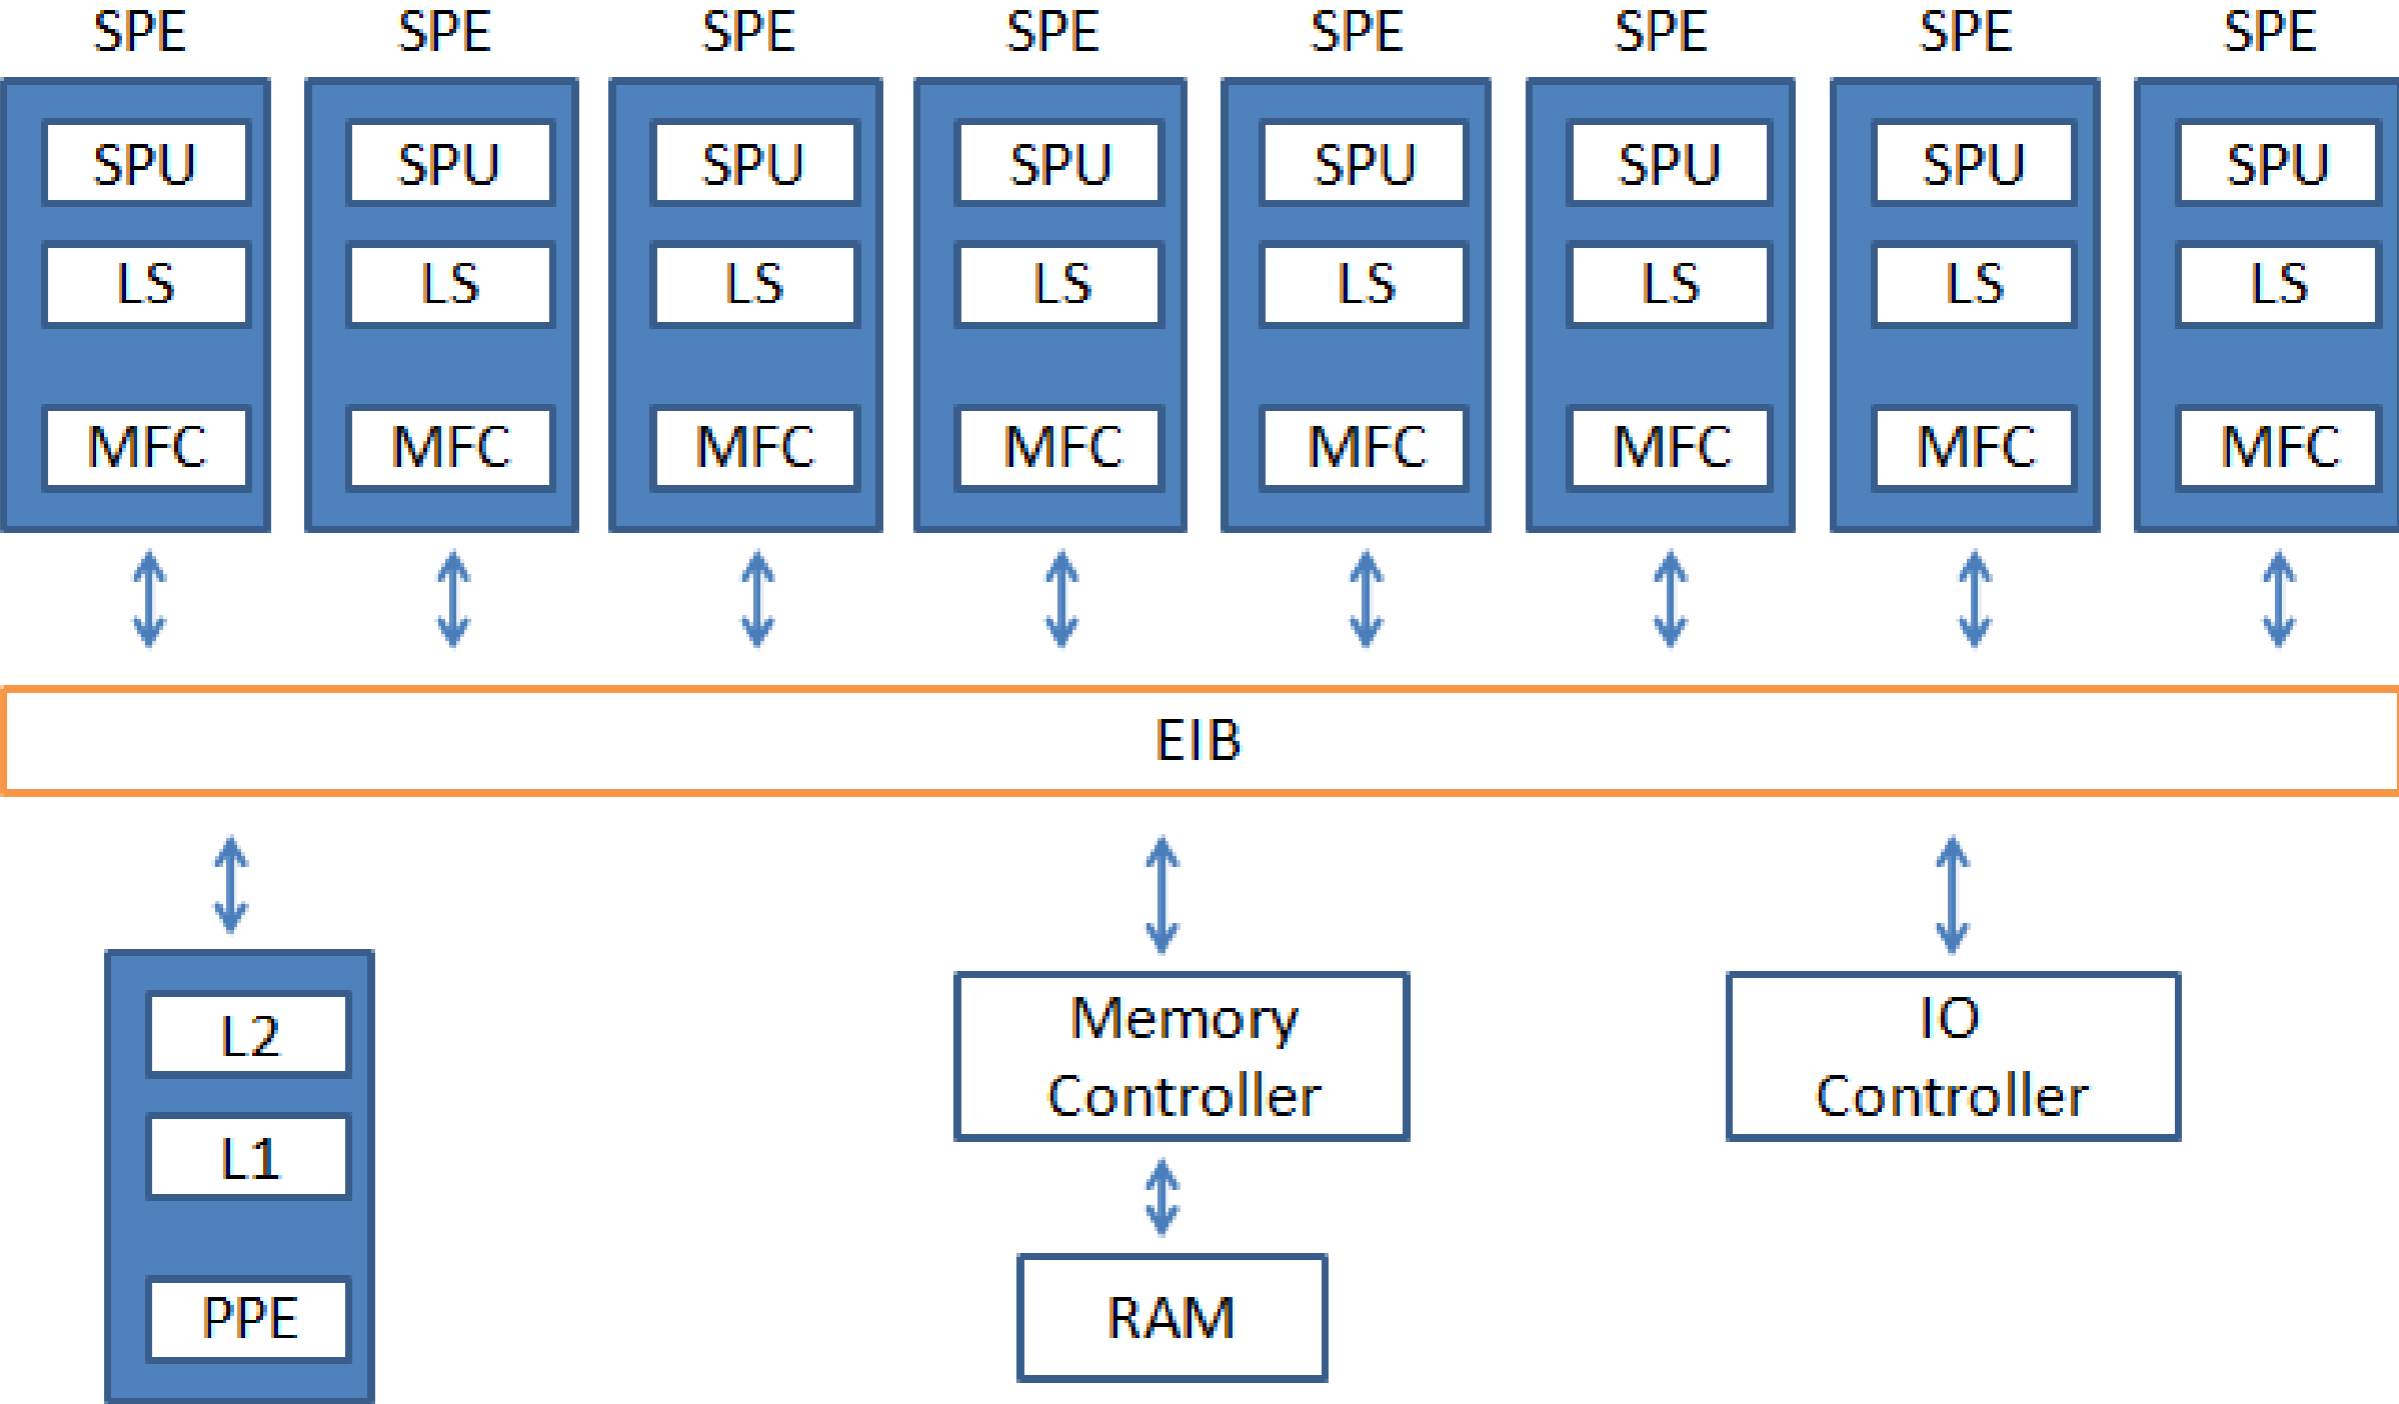 SPE SPE SPE SPE SPE SPE SPE SPE
SPU SPU SPU SPU SPU SPU SPU SPU
LS LS LS LS LS LS LS LS
MFC MFC MFC MFC MFC MFC MFC MFC
EIB
L2
L1
PPE
Memory
Controller
RAM
IO
Controller